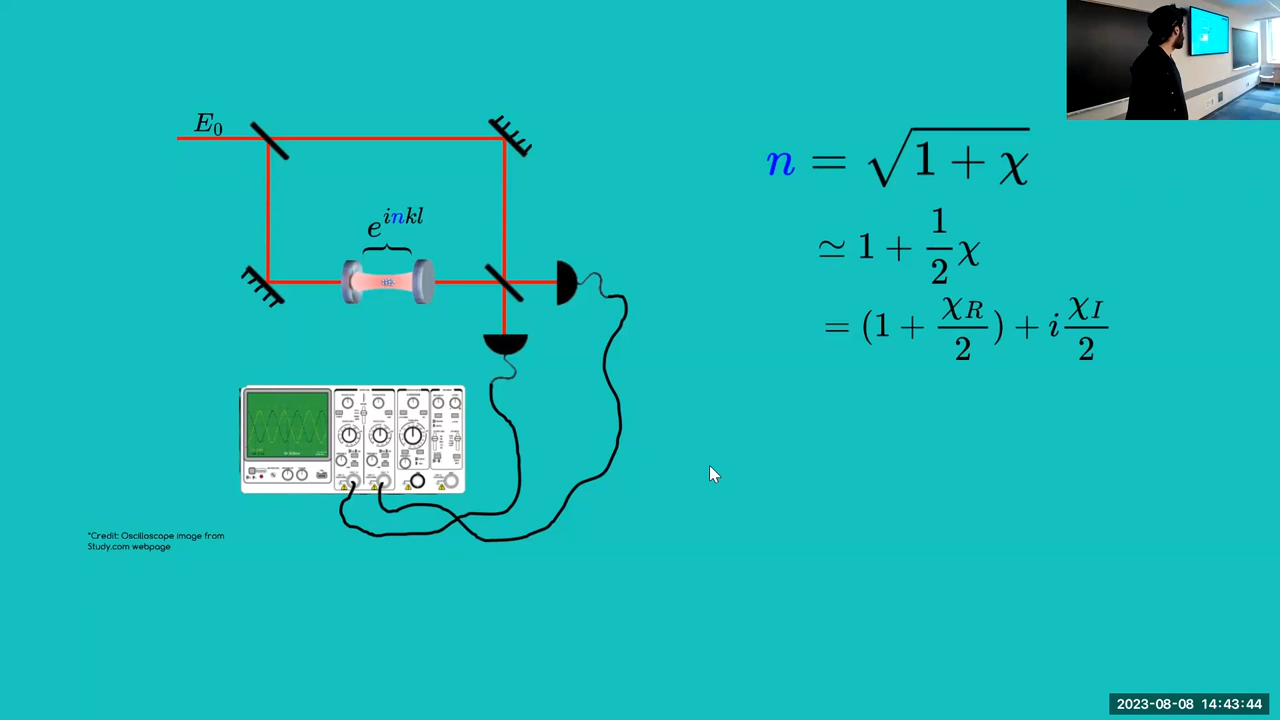 E₀
e^{inkl}
n = √(1 + χ)
≃ 1 + 1/2 χ
= (1 + χ_R/2) + i χ_I/2
*Credit: Oscilloscope image from
Study.com webpage
2023-08-08 14:43:44